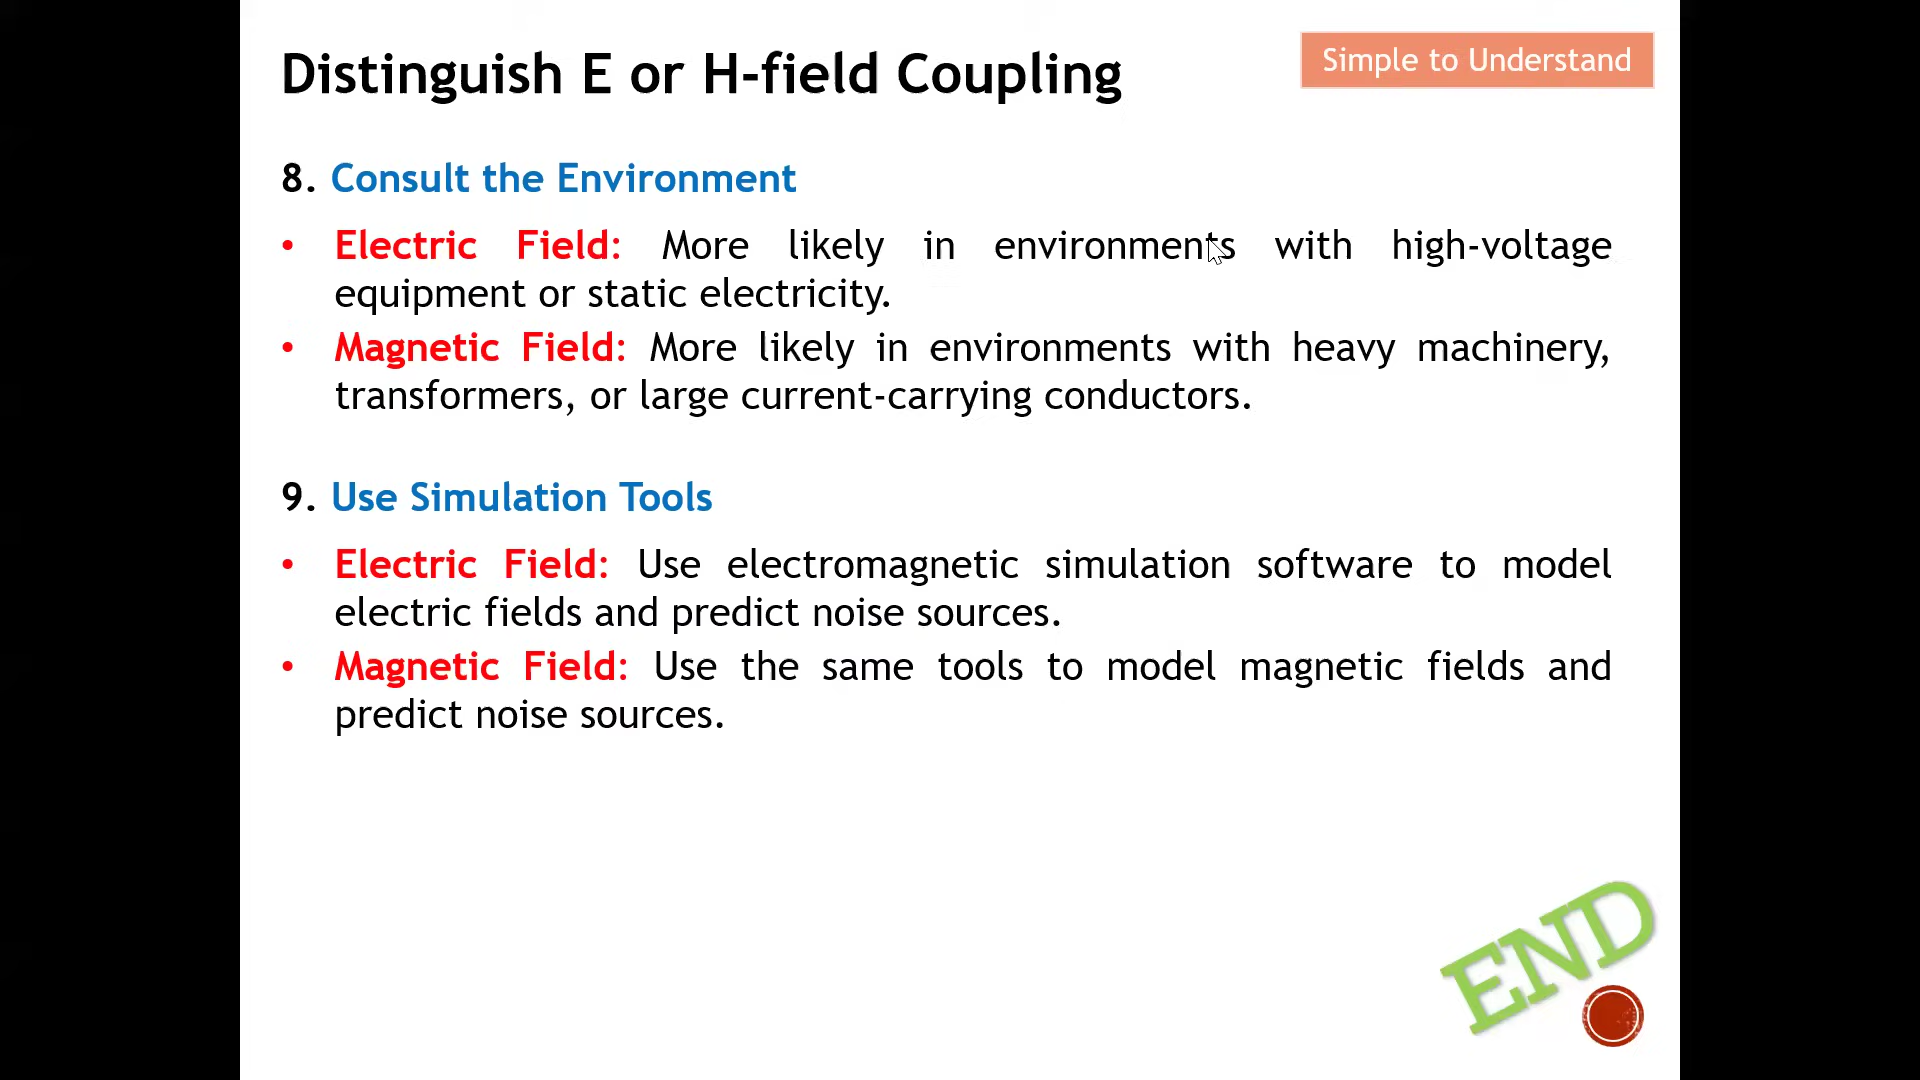 Distinguish E or H-field Coupling
Simple to Understand
8. Consult the Environment
• Electric Field: More likely in environments with high-voltage
equipment or static electricity.
• Magnetic Field: More likely in environments with heavy machinery,
transformers, or large current-carrying conductors.
9. Use Simulation Tools
• Electric Field: Use electromagnetic simulation software to model
electric fields and predict noise sources.
• Magnetic Field: Use the same tools to model magnetic fields and
predict noise sources.
END